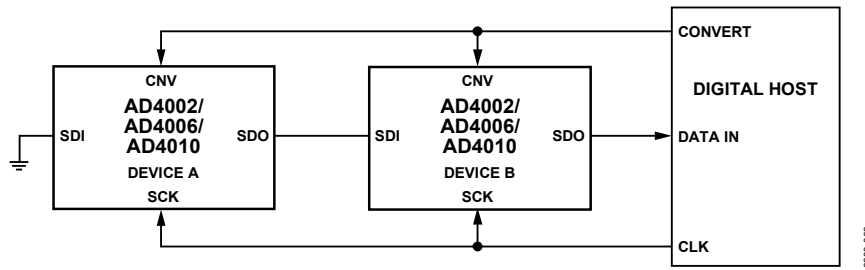 CONVERT
CNV
CNV
DIGITAL HOST
AD4002/
AD4006/
AD4010
AD4002/
AD4006/
AD4010
SDI
SDO
SDI
SDO
DATA IN
DEVICE A
DEVICE B
SCK
SCK
CLK